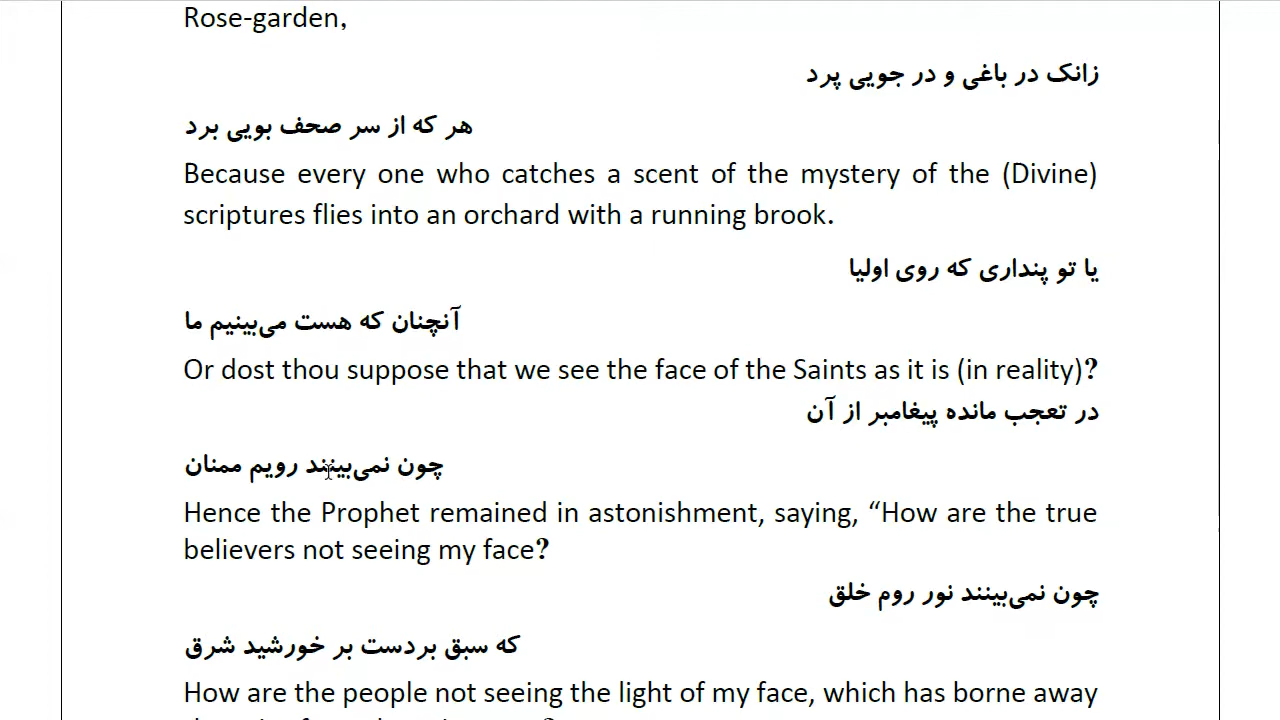 Rose-garden,
زانک در باغی و در جویی پرد
هر که از سر صحف بویی برد
Because every one who catches a scent of the mystery of the (Divine)
scriptures flies into an orchard with a running brook.
یا تو پنداری که روی اولیا
آنچنان که هست می‌بینیم ما
Or dost thou suppose that we see the face of the Saints as it is (in reality)?
در تعجب مانده پیغامبر از آن
چون نمی‌بینند رویم ممنان
Hence the Prophet remained in astonishment, saying, “How are the true
believers not seeing my face?
چون نمی‌بینند نور روم خلق
که سبق بردست بر خورشید شرق
How are the people not seeing the light of my face, which has borne away